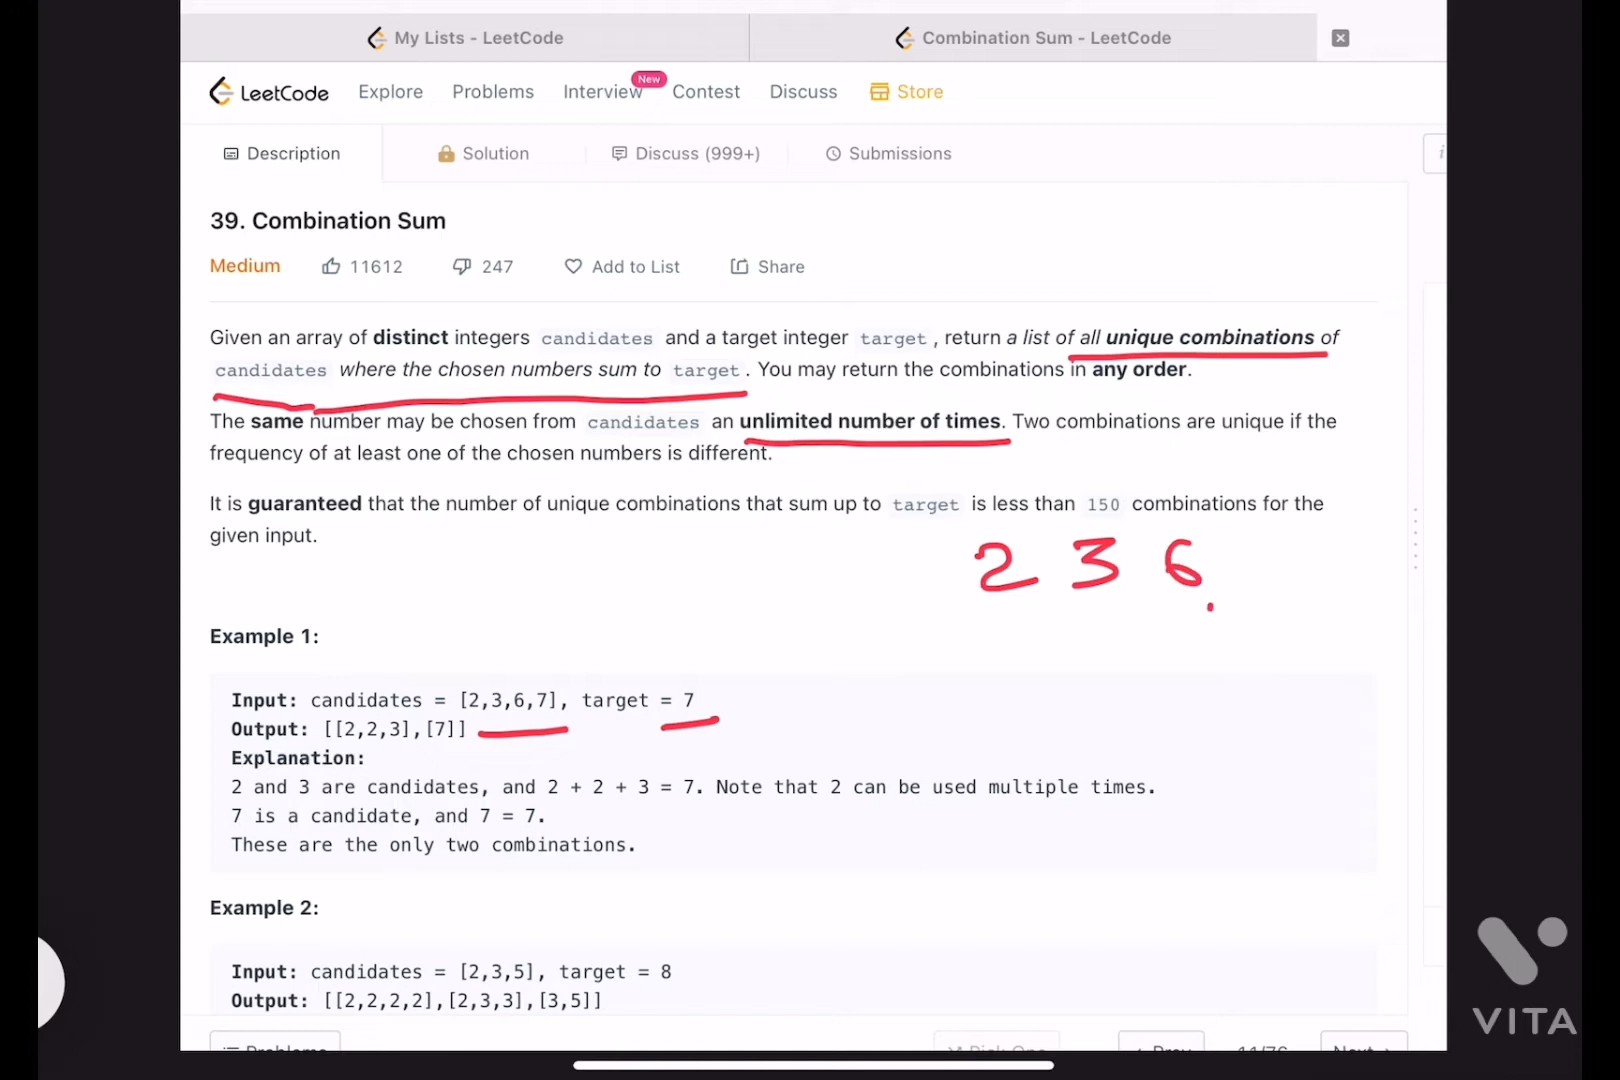 My Lists - LeetCode Combination Sum - LeetCode
LeetCode Explore Problems Interview New Contest Discuss Store
Description Solution Discuss (999+) Submissions
39. Combination Sum
Medium 11612 247 Add to List Share
Given an array of distinct integers candidates and a target integer target, return a list of all unique combinations of
candidates where the chosen numbers sum to target. You may return the combinations in any order.
The same number may be chosen from candidates an unlimited number of times. Two combinations are unique if the
frequency of at least one of the chosen numbers is different.
It is guaranteed that the number of unique combinations that sum up to target is less than 150 combinations for the
given input.
2 3 6
Example 1:
Input: candidates = [2,3,6,7], target = 7
Output: [[2,2,3],[7]]
Explanation:
2 and 3 are candidates, and 2 + 2 + 3 = 7. Note that 2 can be used multiple times.
7 is a candidate, and 7 = 7.
These are the only two combinations.
Example 2:
Input: candidates = [2,3,5], target = 8
Output: [[2,2,2,2],[2,3,3],[3,5]]
Problems Pick One Prev Next
VITA